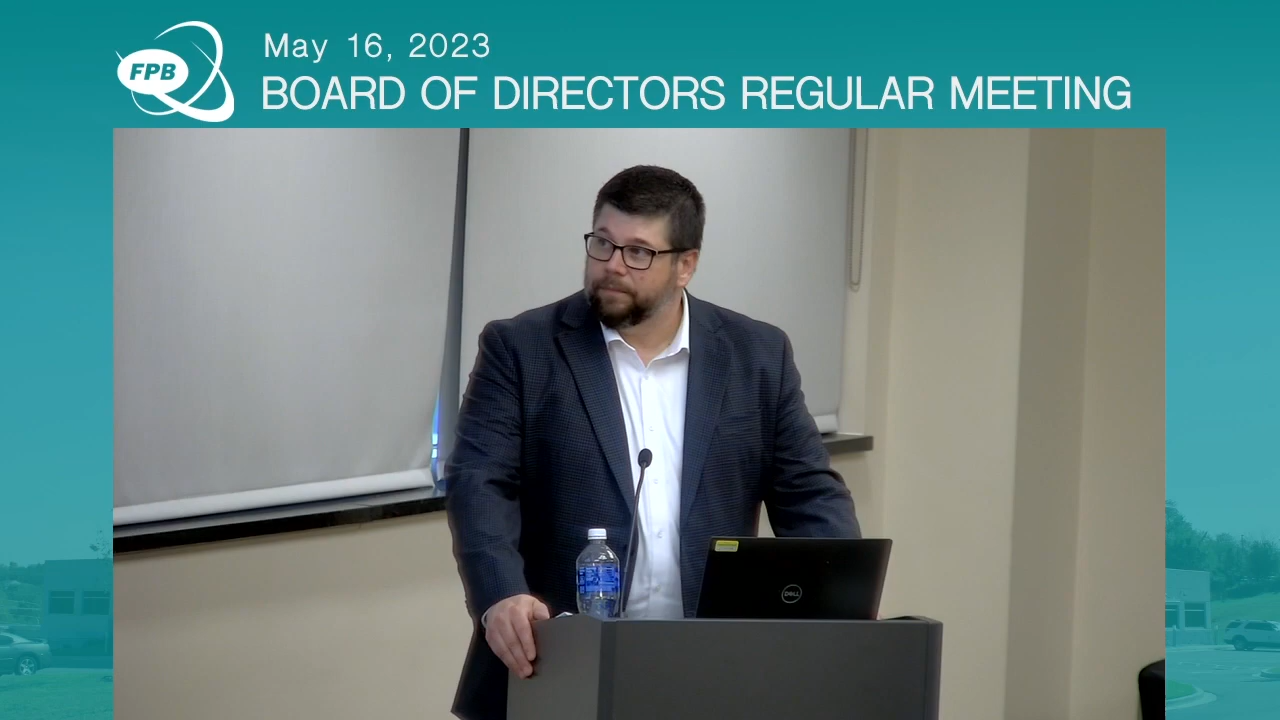 May 16, 2023
FPB
BOARD OF DIRECTORS REGULAR MEETING
DELL